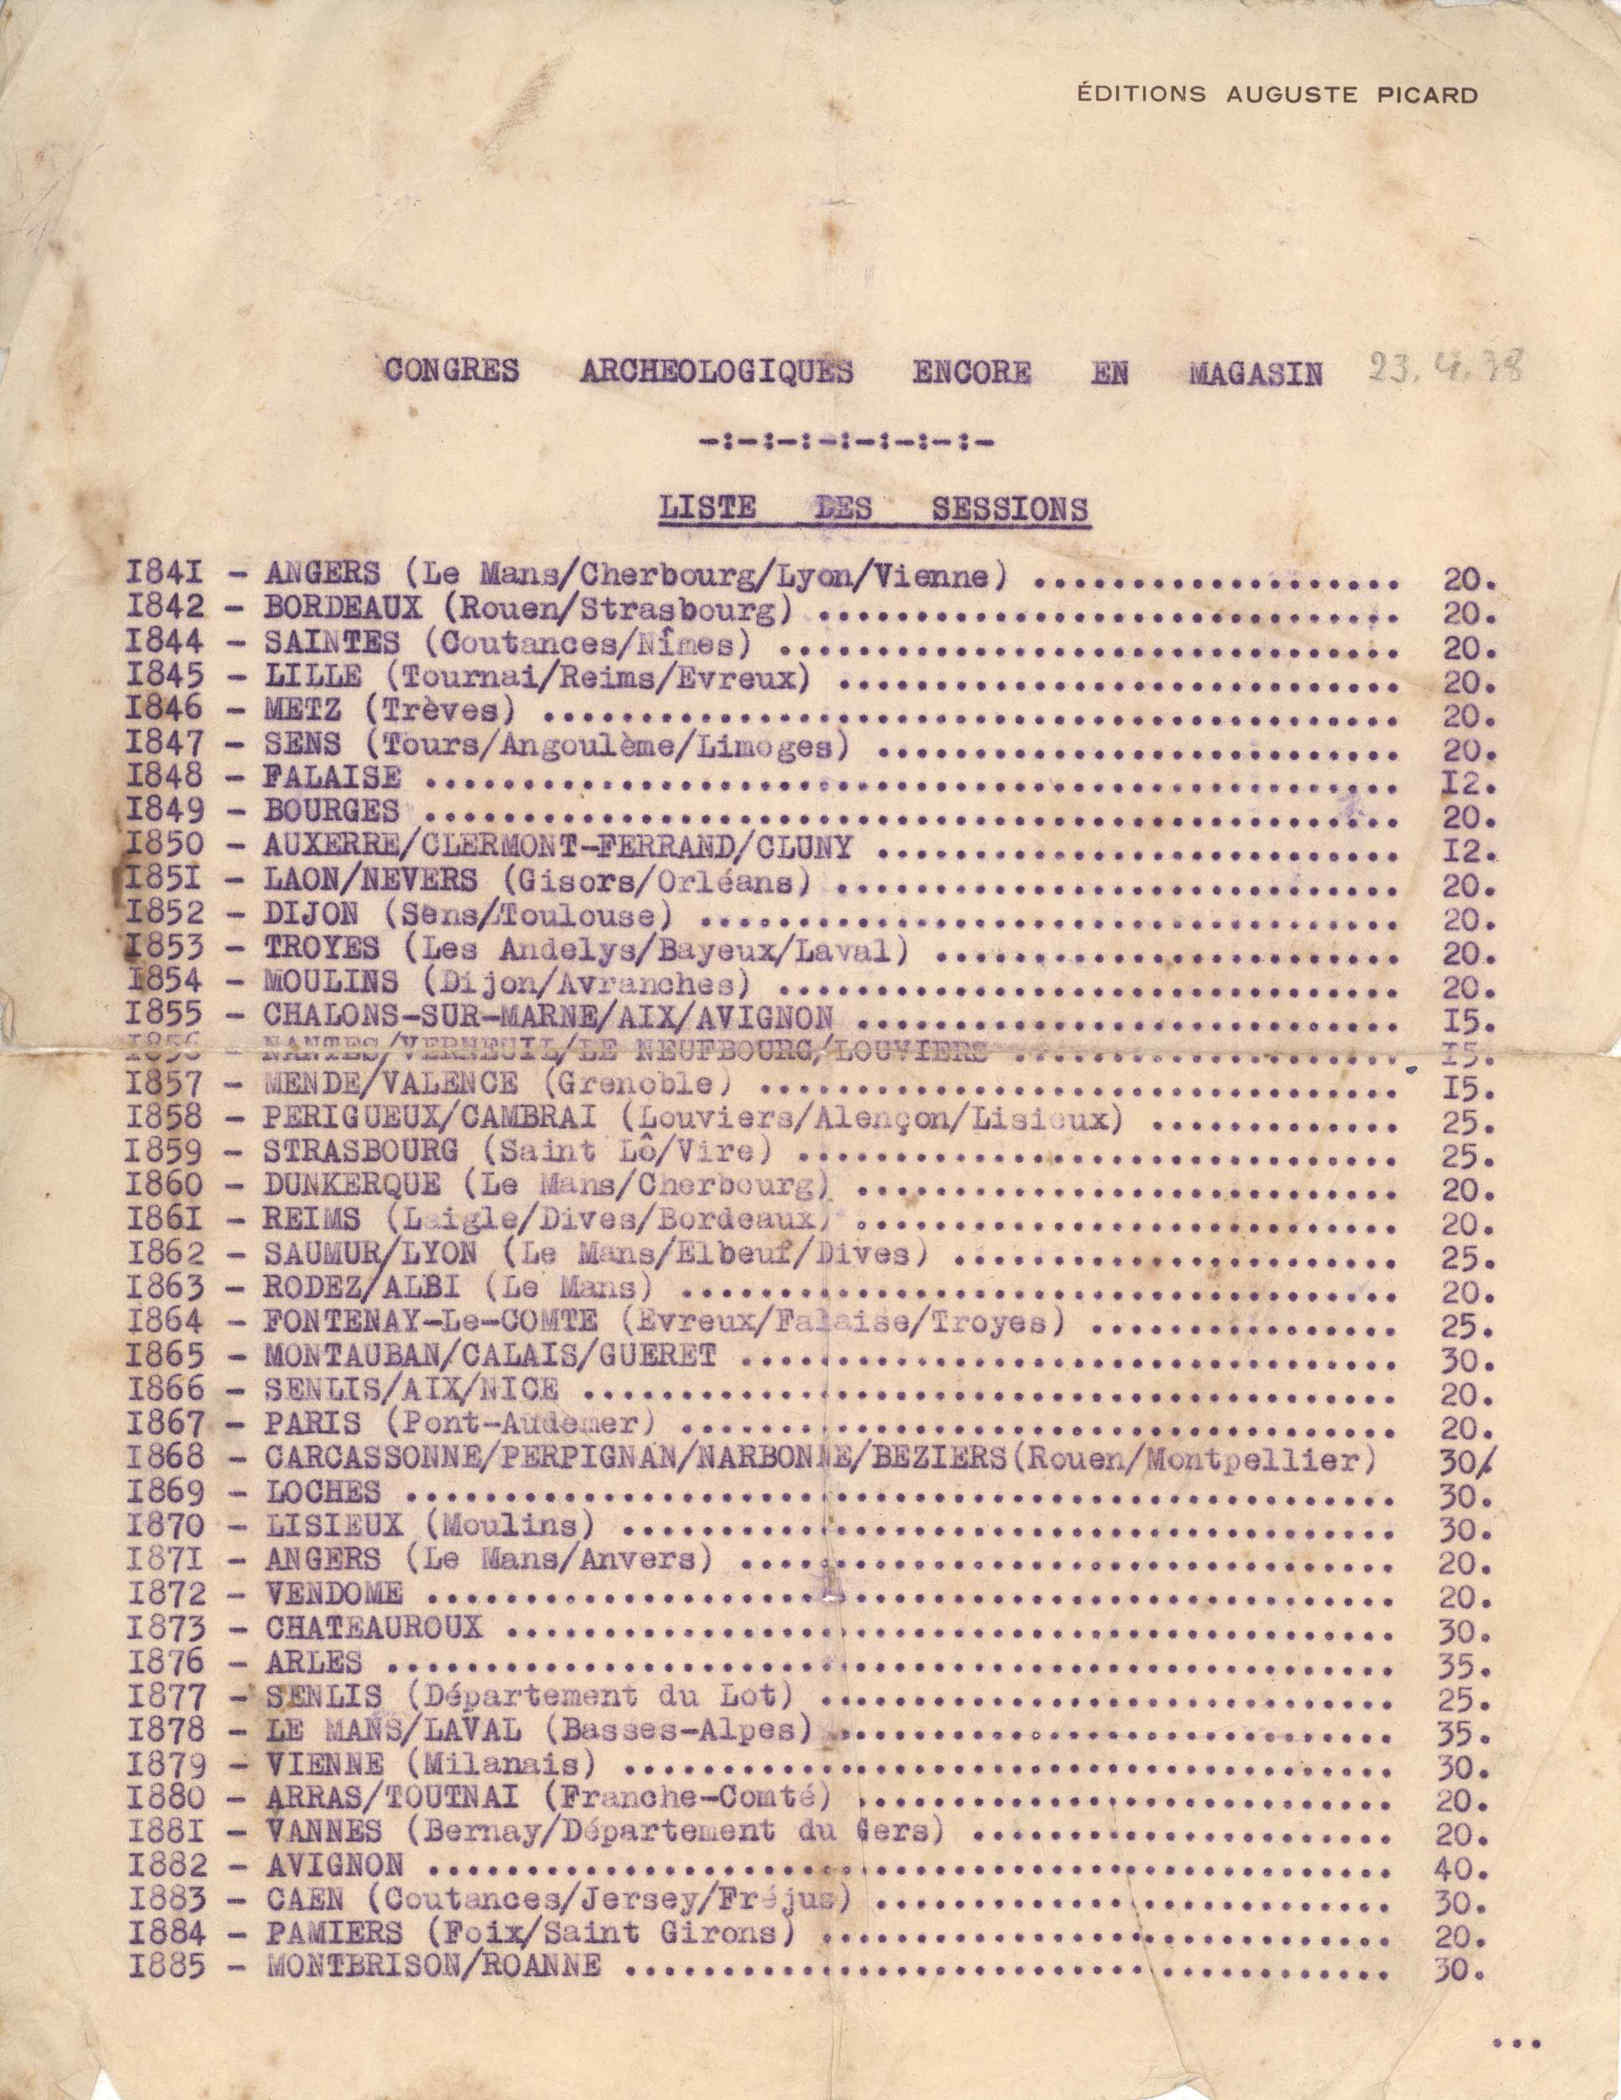 ÉDITIONS AUGUSTE PICARD
CONGRES ARCHEOLOGIQUES ENCORE EN MAGASIN 23.4.38
-:-:-:-:-:-:-:-
LISTE DES SESSIONS
I84I - ANGERS (Le Mans/Cherbourg/Lyon/Vienne) ................... 20.
I842 - BORDEAUX (Rouen/Strasbourg) .............................. 20.
I844 - SAINTES (Coutances/Nîmes) ................................ 20.
I845 - LILLE (Tournai/Reims/Evreux) ............................. 20.
I846 - METZ (Trèves) ............................................ 20.
I847 - SENS (Tours/Angoulème/Limoges) ........................... 20.
I848 - FALAISE .................................................. I2.
I849 - BOURGES .................................................. 20.
I850 - AUXERRE/CLERMONT-FERRAND/CLUNY ........................... I2.
I85I - LAON/NEVERS (Gisors/Orléans) ............................. 20.
I852 - DIJON (Sens/Toulouse) .................................... 20.
I853 - TROYES (Les Andelys/Bayeux/Laval) ........................ 20.
I854 - MOULINS (Dijon/Avranches) ................................ 20.
I855 - CHALONS-SUR-MARNE/AIX/AVIGNON ............................ I5.
I856 - NANTES/VERNEUIL/LE NEUFBOURG/LOUVIERS .................... I5.
I857 - MENDE/VALENCE (Grenoble) ................................. I5.
I858 - PERIGUEUX/CAMBRAI (Louviers/Alençon/Lisieux) ............. 25.
I859 - STRASBOURG (Saint Lô/Vire) ............................... 25.
I860 - DUNKERQUE (Le Mans/Cherbourg) ............................ 20.
I86I - REIMS (Laigle/Dives/Bordeaux) ............................ 20.
I862 - SAUMUR/LYON (Le Mans/Elbeuf/Dives) ....................... 25.
I863 - RODEZ/ALBI (Le Mans) ..................................... 20.
I864 - FONTENAY-Le-COMTE (Evreux/Falaise/Troyes) ................ 25.
I865 - MONTAUBAN/CALAIS/GUERET .................................. 30.
I866 - SENLIS/AIX/NICE .......................................... 20.
I867 - PARIS (Pont-Audemer) ..................................... 20.
I868 - CARCASSONNE/PERPIGNAN/NARBONNE/BEZIERS(Rouen/Montpellier) 30/
I869 - LOCHES ................................................... 30.
I870 - LISIEUX (Moulins) ........................................ 30.
I87I - ANGERS (Le Mans/Anvers) .................................. 20.
I872 - VENDOME .................................................. 20.
I873 - CHATEAUROUX .............................................. 30.
I876 - ARLES .................................................... 35.
I877 - SENLIS (Département du Lot) .............................. 25.
I878 - LE MANS/LAVAL (Basses-Alpes) ............................. 35.
I879 - VIENNE (Milanais) ........................................ 30.
I880 - ARRAS/TOUTNAI (Franche-Comté) ............................ 20.
I88I - VANNES (Bernay/Département du Gers) ...................... 20.
I882 - AVIGNON .................................................. 40.
I883 - CAEN (Coutances/Jersey/Fréjus) ........................... 30.
I884 - PAMIERS (Foix/Saint Girons) .............................. 20.
I885 - MONTBRISON/ROANNE ........................................ 30.
...